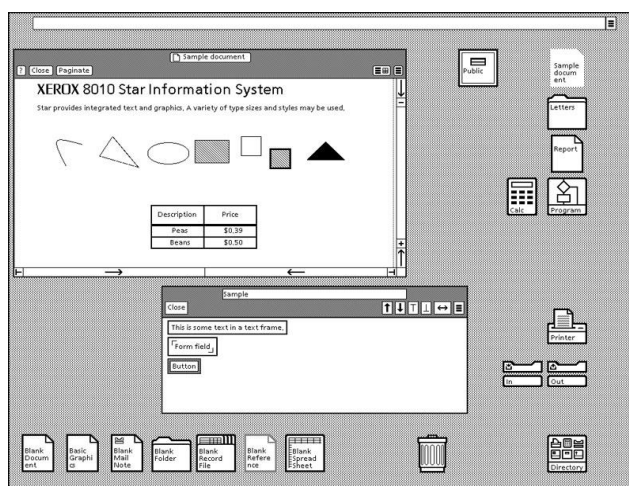 Sample document
? Close Paginate
XEROX 8010 Star Information System
Star provides integrated text and graphics. A variety of type sizes and styles may be used.
Description Price
Peas $0.39
Beans $0.50
Public
Sample
docum
ent
Letters
Report
Calc
Program
Sample
Close
This is some text in a text frame.
Form field
Button
Printer
In
Out
Blank
Docum
ent
Basic
Graphi
cs
Blank
Mail
Note
Blank
Folder
Blank
Record
File
Blank
Refere
nce
Blank
Spread
Sheet
Directory